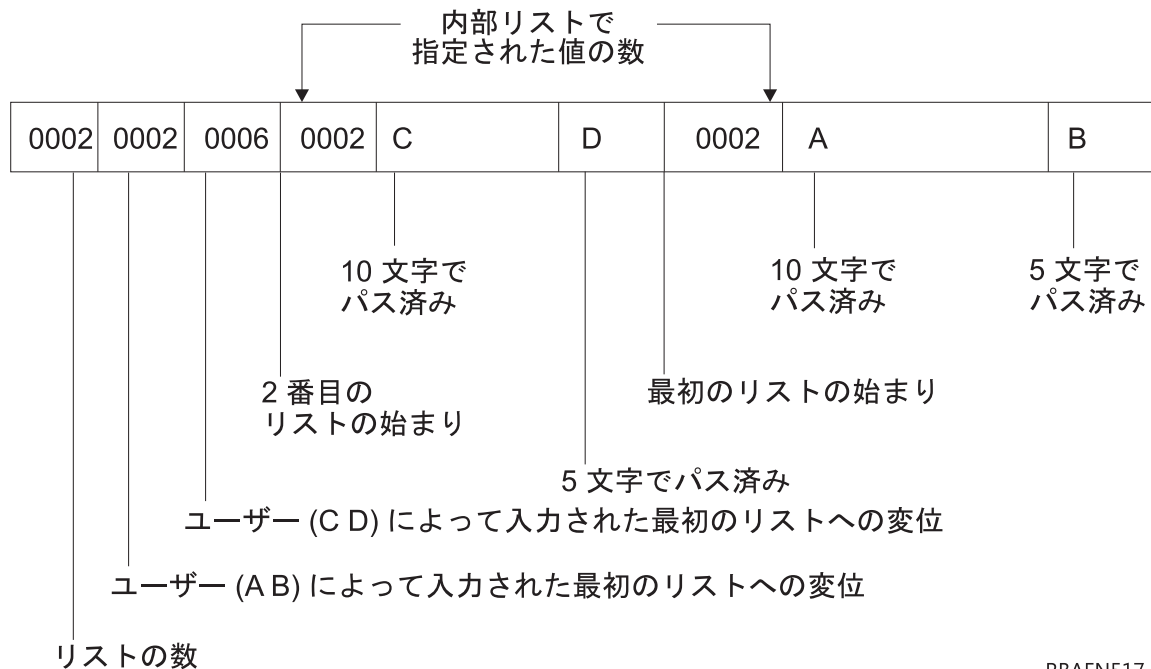 内部リストで
指定された値の数
0002 0002 0006 0002 C D 0002 A B
10 文字で
パス済み
10 文字で
パス済み
5 文字で
パス済み
2 番目の
リストの始まり
最初のリストの始まり
5 文字でパス済み
ユーザー (C D) によって入力された最初のリストへの変位
ユーザー (A B) によって入力された最初のリストへの変位
リストの数